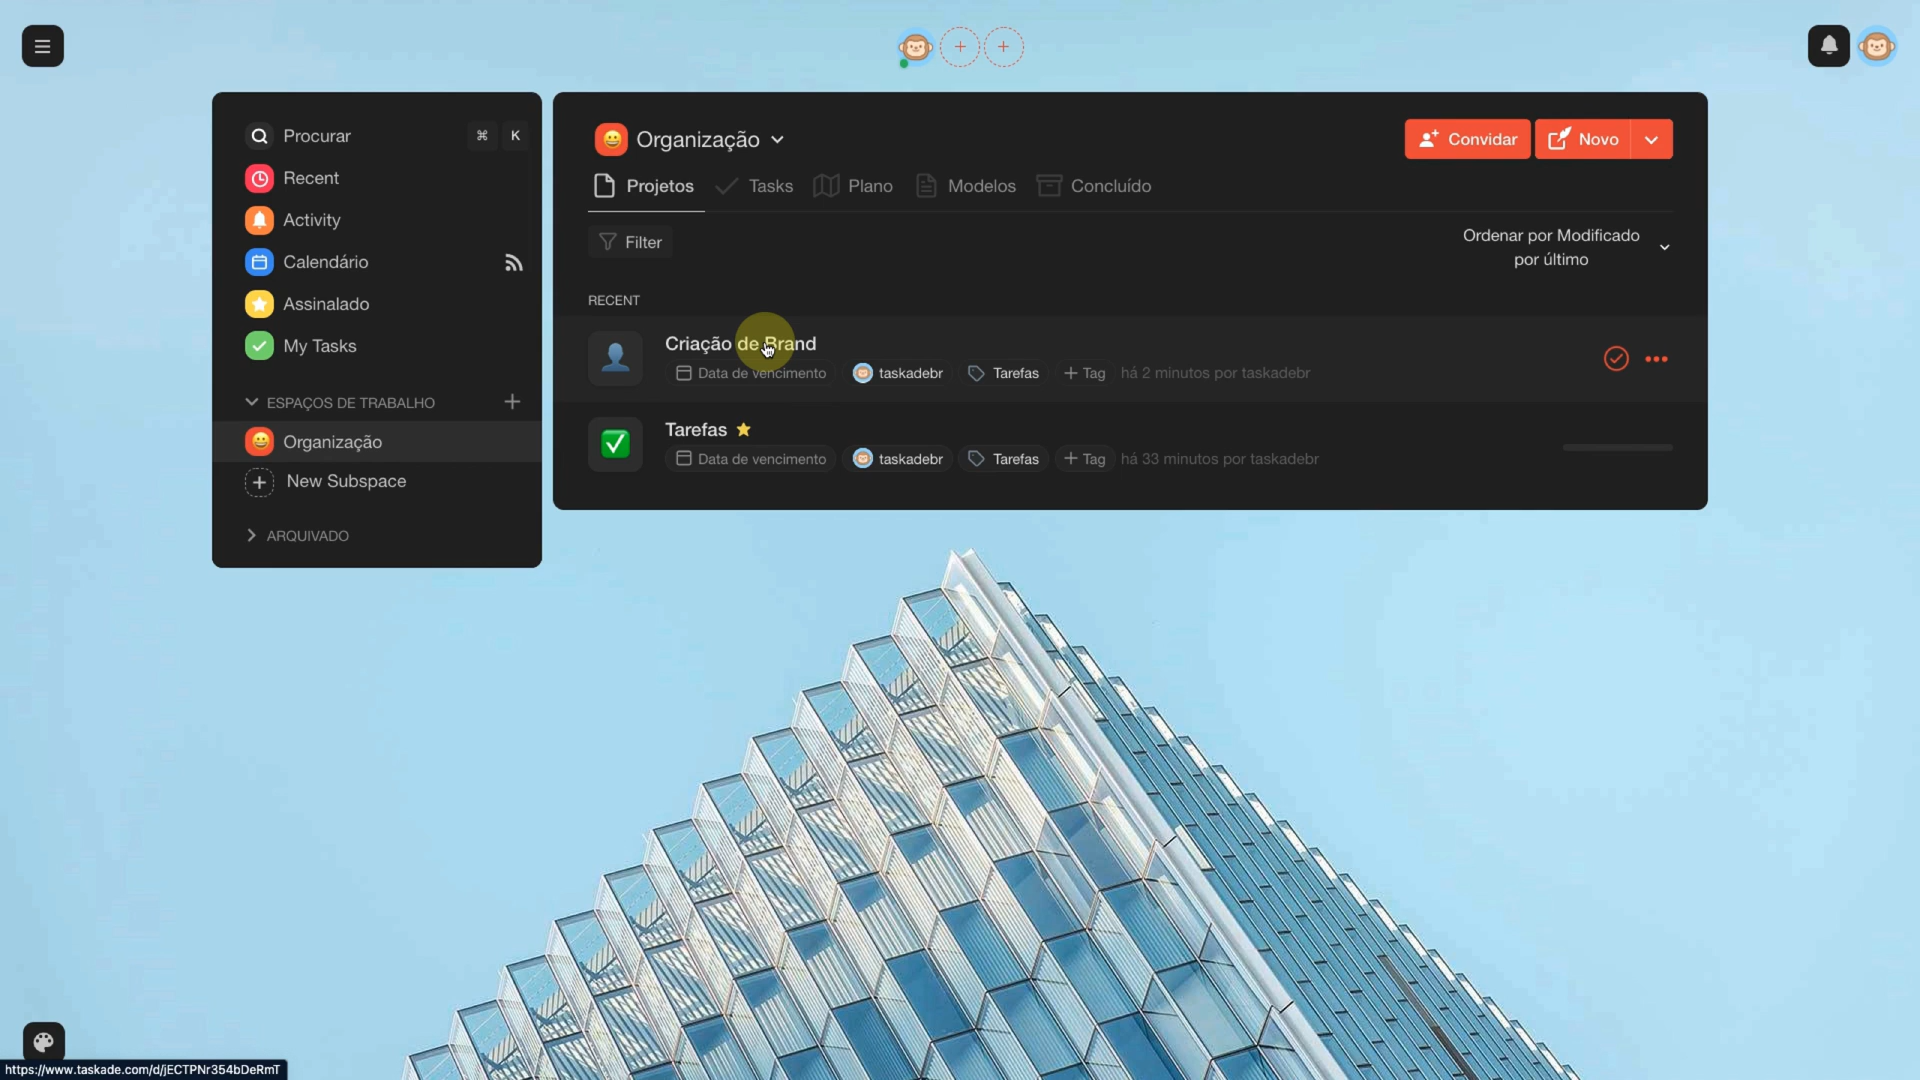 Procurar ⌘ K
Recent
Activity
Calendário
Assinalado
My Tasks
ESPAÇOS DE TRABALHO
Organização
New Subspace
ARQUIVADO
Organização
Convidar
Novo
Projetos Tasks Plano Modelos Concluído
Filter
Ordenar por Modificado
por último
RECENT
Criação de Brand
Data de vencimento taskadebr Tarefas + Tag há 2 minutos por taskadebr
Tarefas
Data de vencimento taskadebr Tarefas + Tag há 33 minutos por taskadebr
https://www.taskade.com/d/jECTPNr354bDeRmT